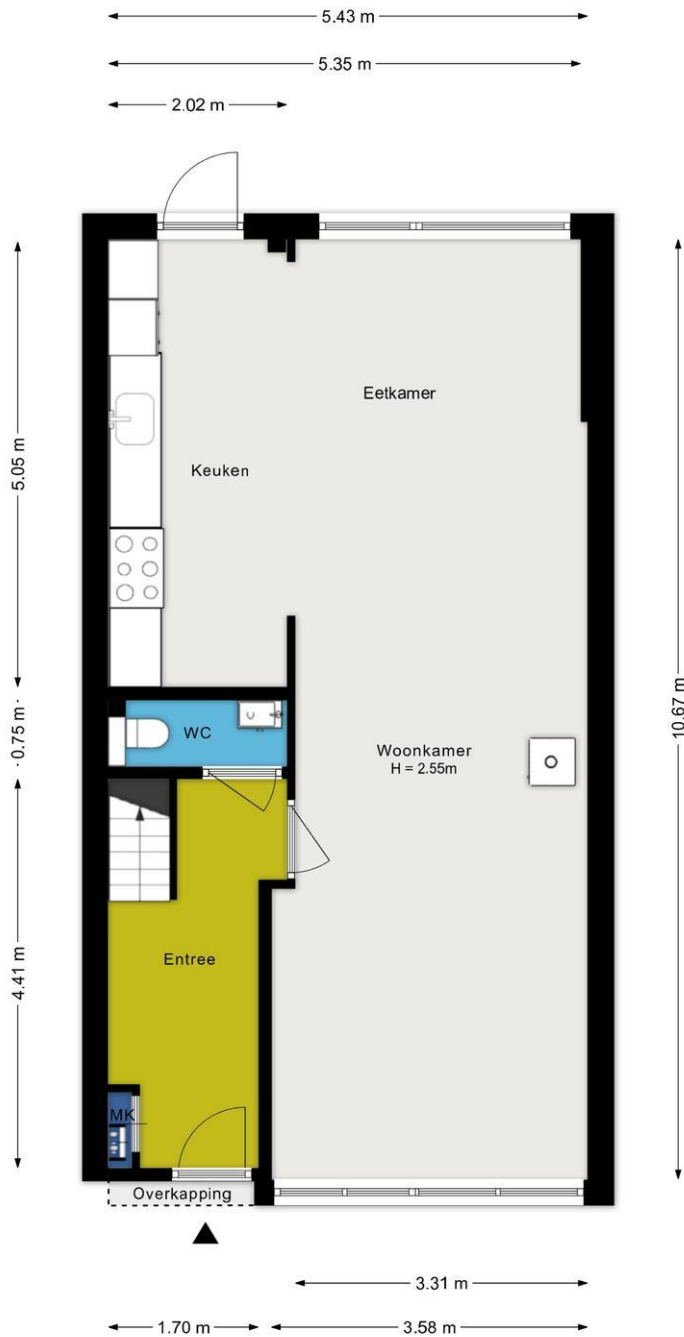 5.43 m
5.35 m
2.02 m
Eetkamer
Keuken
5.05 m
10.67 m
0.75 m
WC
Woonkamer
H = 2.55m
4.41 m
Entree
MK
Overkapping
3.31 m
1.70 m
3.58 m